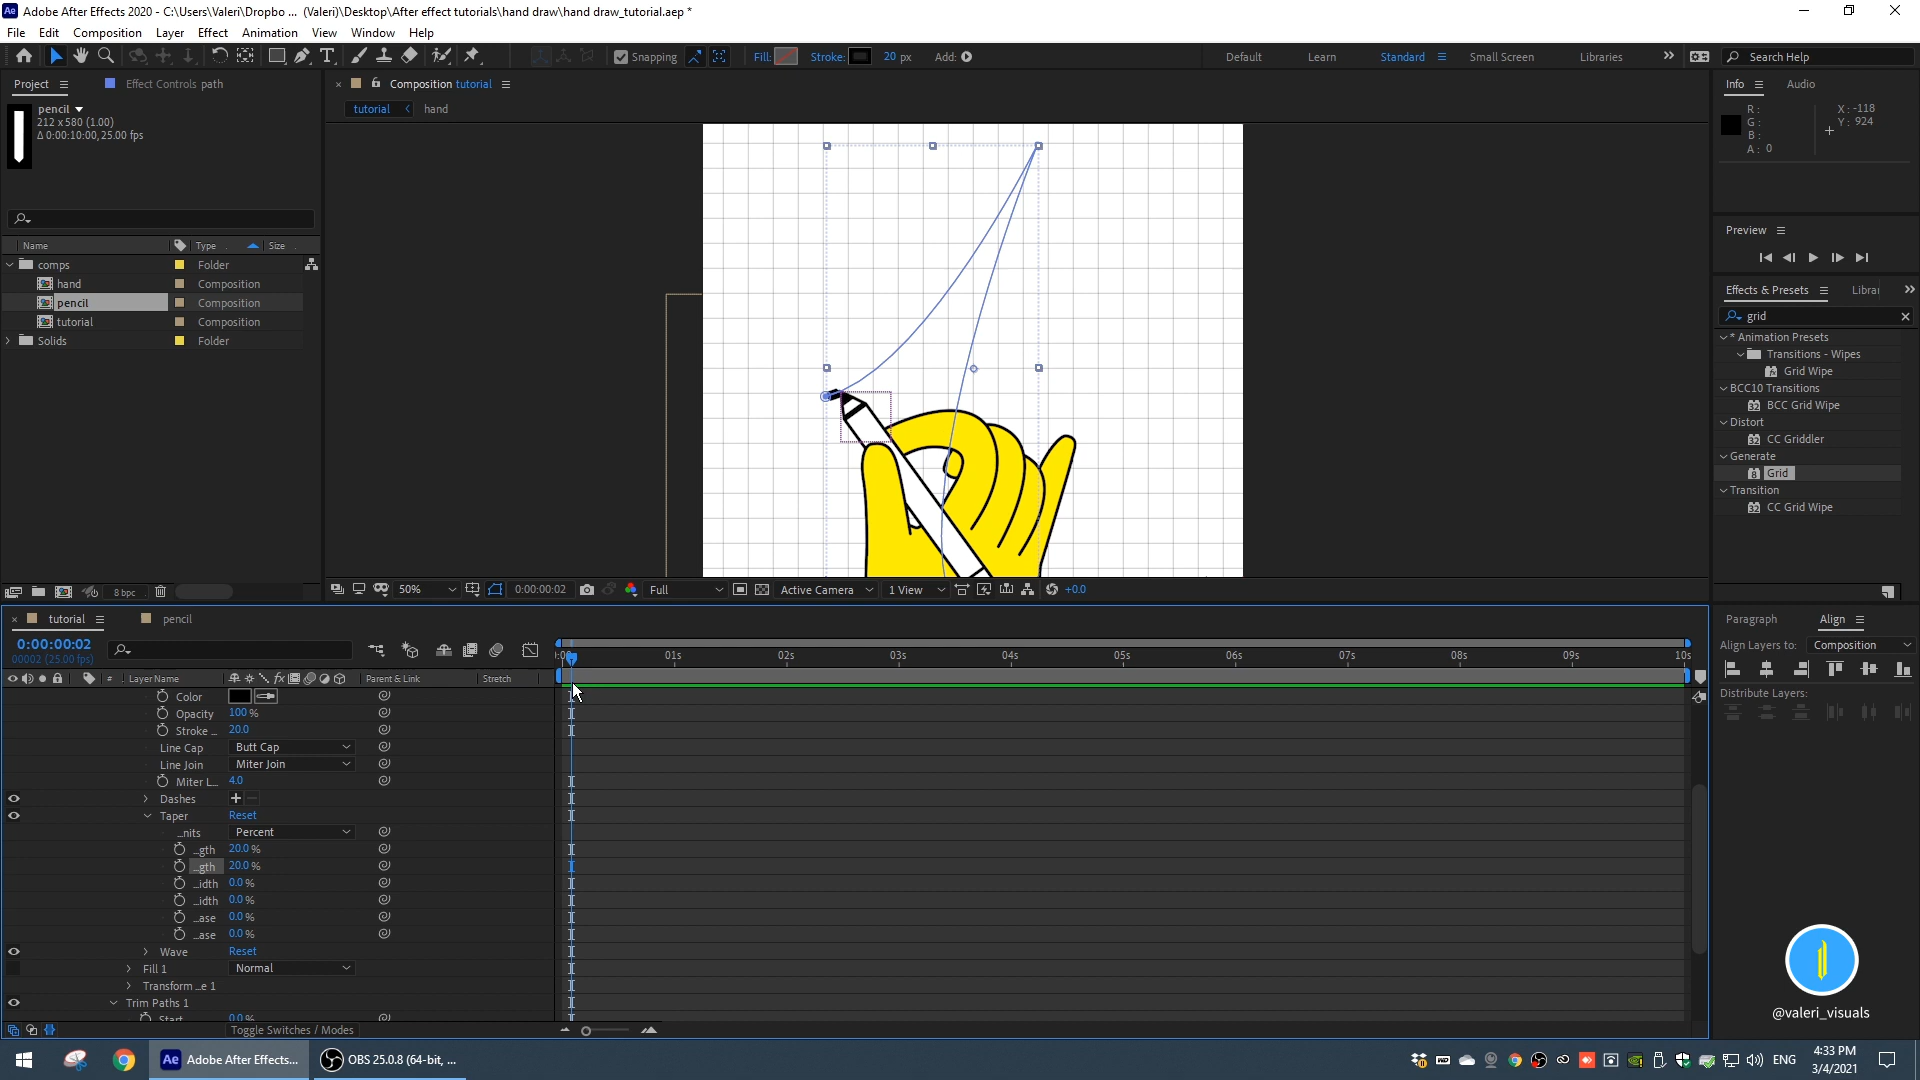 Adobe After Effects 2020 - C:\Users\Valeri\Dropbo ... (Valeri)\Desktop\After effect tutorials\hand draw\hand draw_tutorial.aep *
File Edit Composition Layer Effect Animation View Window Help
Snapping Fill: Stroke: 20 px Add: Default Learn Standard Small Screen Libraries Search Help
Project Effect Controls path Composition tutorial Info Audio
tutorial hand
pencil
212 x 580 (1.00)
Δ 0:00:10:00, 25.00 fps
R: X: -118
G: Y: 924
B:
A: 0
Preview
Name Type Size
comps Folder
hand Composition
pencil Composition
tutorial Composition
Solids Folder
Effects & Presets Librar
grid
* Animation Presets
Transitions - Wipes
Grid Wipe
BCC10 Transitions
BCC Grid Wipe
Distort
CC Griddler
Generate
Grid
Transition
CC Grid Wipe
8 bpc 50% 0:00:00:02 Full Active Camera 1 View +0.0
tutorial pencil
0:00:00:02
00002 (25.00 fps)
01s 02s 03s 04s 05s 06s 07s 08s 09s 10s
# Layer Name Parent & Link Stretch
Color
Opacity 100 %
Stroke ... 20.0
Line Cap Butt Cap
Line Join Miter Join
Miter L... 4.0
Dashes
Taper Reset
...nits Percent
...gth 20.0 %
...gth 20.0 %
...idth 0.0 %
...idth 0.0 %
...ase 0.0 %
...ase 0.0 %
Wave Reset
Fill 1 Normal
Transform ...e 1
Trim Paths 1
Start 0.0 %
Toggle Switches / Modes
Paragraph Align
Align Layers to: Composition
Distribute Layers:
@valeri_visuals
Adobe After Effects... OBS 25.0.8 (64-bit, ... ENG 4:33 PM
3/4/2021